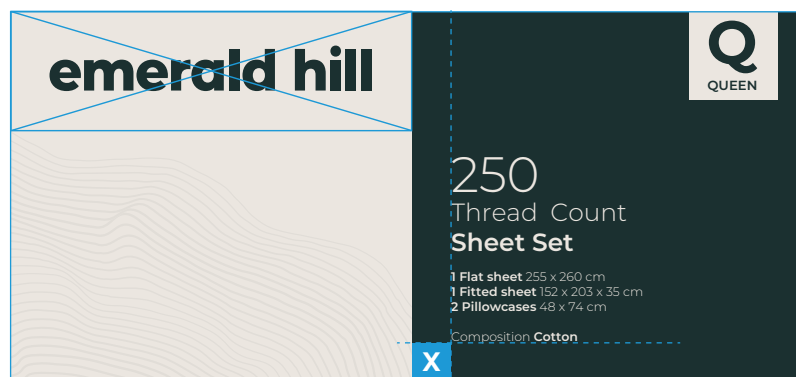 emerald hill
Q
QUEEN
250
Thread Count
Sheet Set
1 Flat sheet 255 x 260 cm
1 Fitted sheet 152 x 203 x 35 cm
2 Pillowcases 48 x 74 cm
Composition Cotton
X